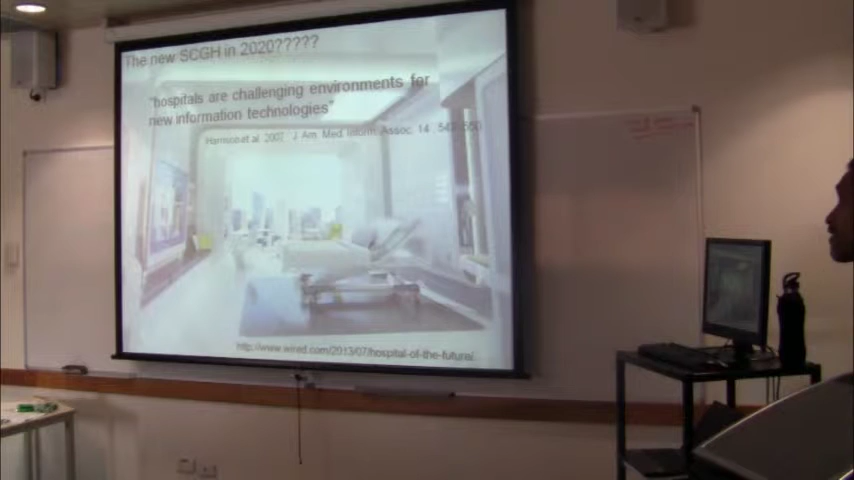 The new SCGH in 2020?????
"hospitals are challenging environments for
new information technologies"
Harrison et al. 2007. J. Am. Med. Inform. Assoc. 14
http://www.wired.com/2013/07/hospital-of-the-future/